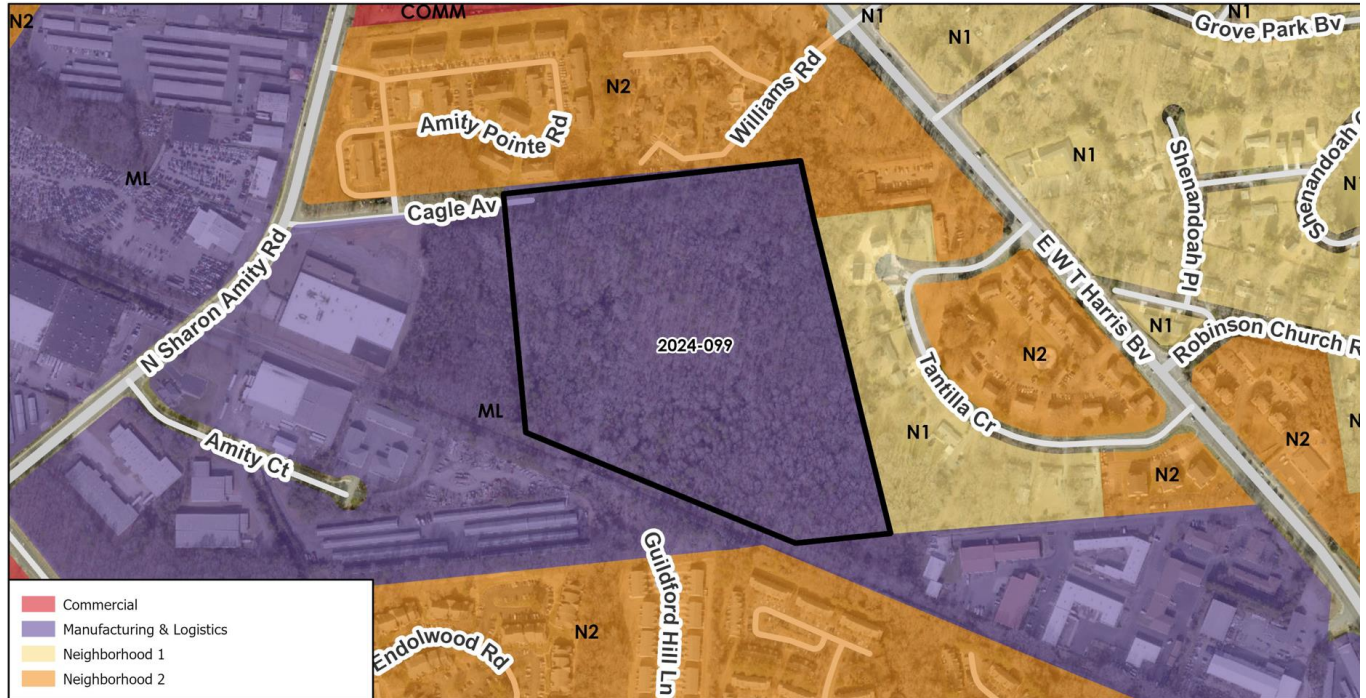 N2
COMM
N1
N1
N1
Grove Park Bv
N2
Williams Rd
Amity Pointe Rd
N1
Shenandoah
N1
ML
Cagle Av
Shenandoah Pl
N Sharon Amity Rd
E W T Harris Bv
2024-099
N2
N1
Robinson Church R
Tantilla Cr
ML
N1
Amity Ct
N2
N2
N
Guildford Hill Ln
N2
Endolwood Rd
Commercial
Manufacturing & Logistics
Neighborhood 1
Neighborhood 2